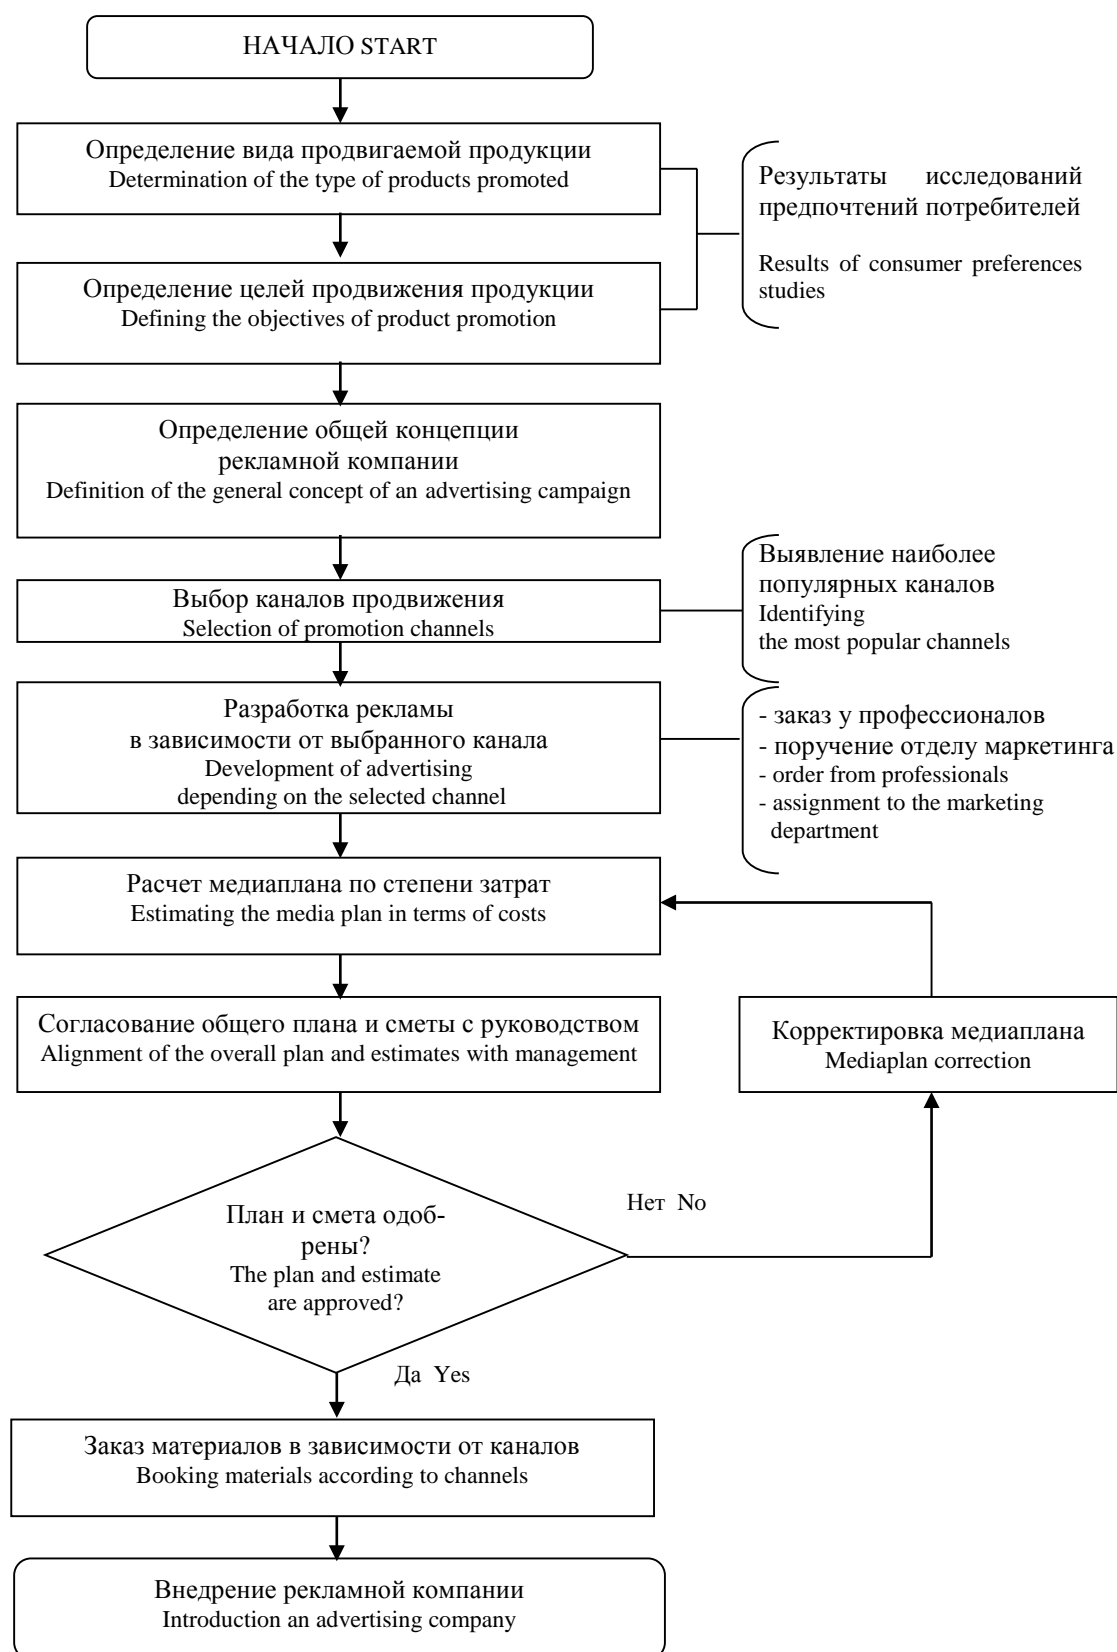 НАЧАЛО START
Определение вида продвигаемой продукции
Determination of the type of products promoted
Результаты исследований
предпочтений потребителей
Results of consumer preferences
studies
Определение целей продвижения продукции
Defining the objectives of product promotion
Определение общей концепции
рекламной компании
Definition of the general concept of an advertising campaign
Выбор каналов продвижения
Selection of promotion channels
Выявление наиболее
популярных каналов
Identifying
the most popular channels
Разработка рекламы
в зависимости от выбранного канала
Development of advertising
depending on the selected channel
- заказ у профессионалов
- поручение отделу маркетинга
- order from professionals
- assignment to the marketing
department
Расчет медиаплана по степени затрат
Estimating the media plan in terms of costs
Согласование общего плана и сметы с руководством
Alignment of the overall plan and estimates with management
Корректировка медиаплана
Mediaplan correction
План и смета одоб-
рены?
The plan and estimate
are approved?
Нет No
Да Yes
Заказ материалов в зависимости от каналов
Booking materials according to channels
Внедрение рекламной компании
Introduction an advertising company